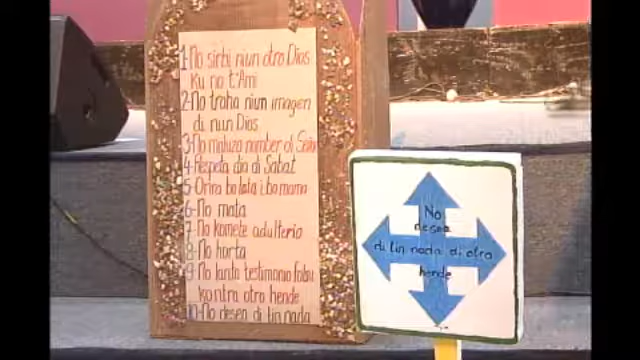 1-No sirbi niun otro Dios
ku no t'Ami
2-No traha niun imagen
di niun Dios
3-No maluza nomber di Señor
4-Respeta dia di Sabat
5-Onra bo tata i bo mama
6-No mata
7-No komete adulterio
8-No horta
9-No lanta testimonio falsu
kontra otro hende
10-No desea di tin nada
No
desea
di tin nada di otro
hende